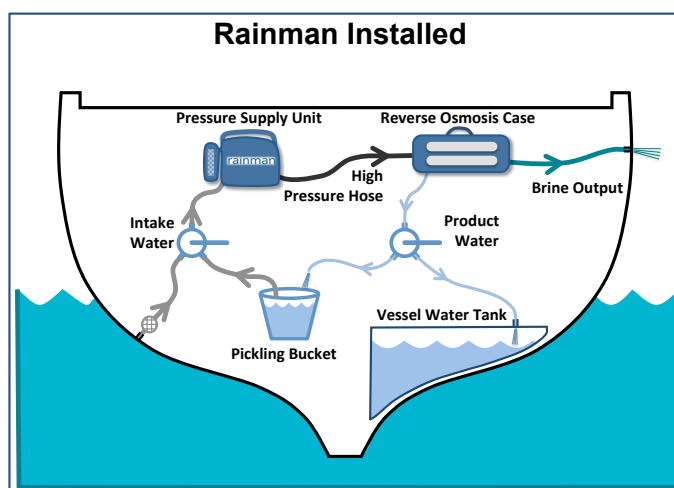 Rainman Installed
Pressure Supply Unit
Reverse Osmosis Case
rainman
High
Pressure Hose
Brine Output
Intake
Water
Product
Water
Vessel Water Tank
Pickling Bucket